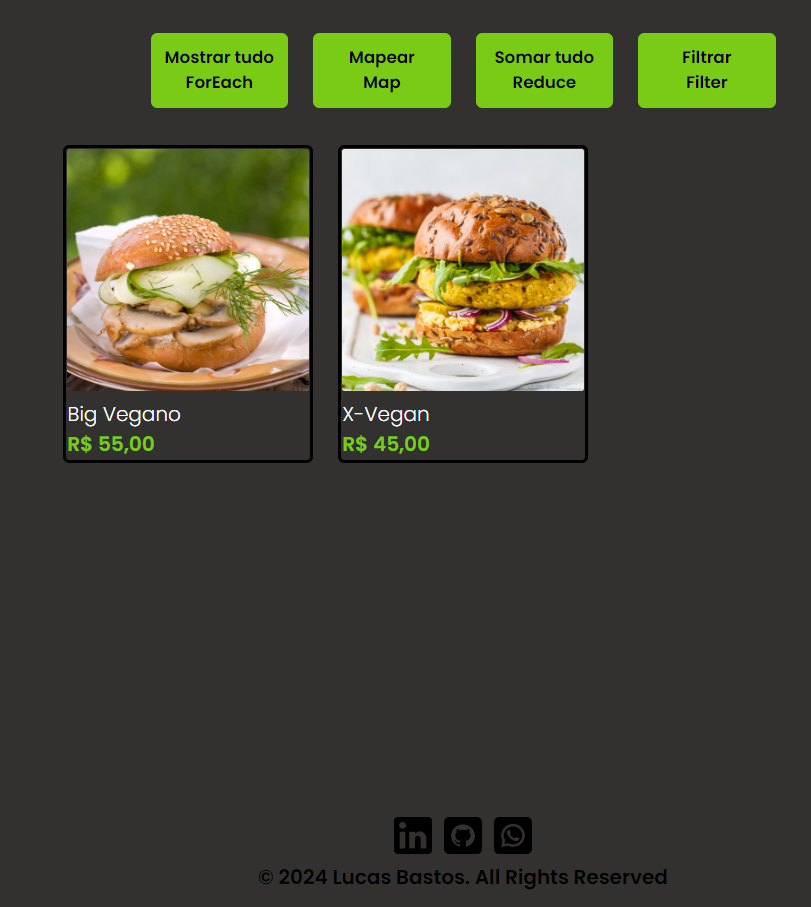 Mostrar tudo
ForEach
Mapear
Map
Somar tudo
Reduce
Filtrar
Filter
Big Vegano
R$ 55,00
X-Vegan
R$ 45,00
in
© 2024 Lucas Bastos. All Rights Reserved